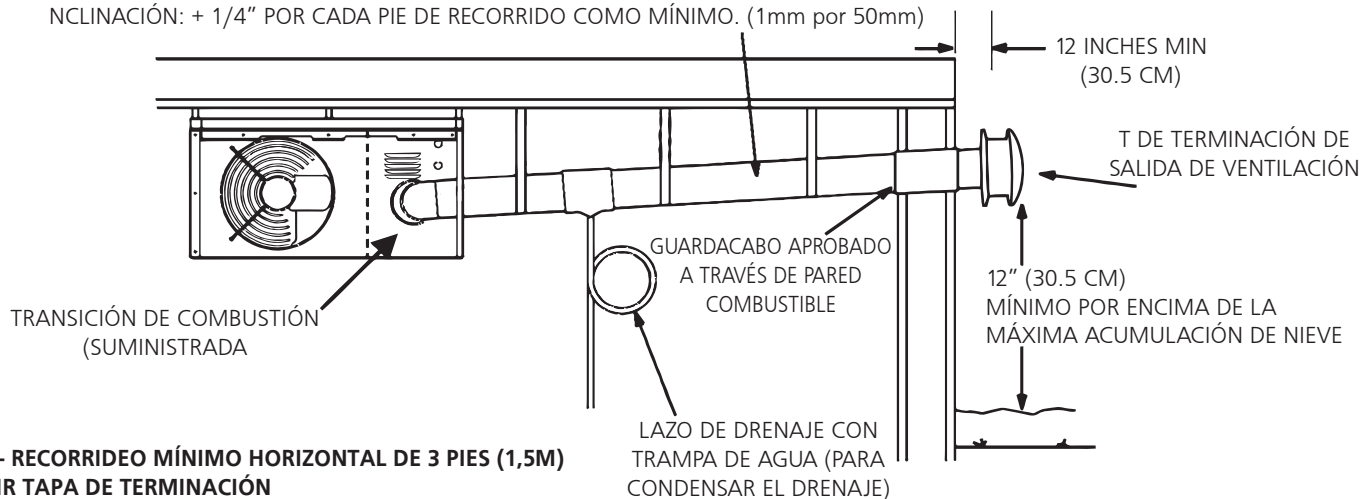 NCLINACIÓN: + 1/4” POR CADA PIE DE RECORRIDO COMO MÍNIMO. (1mm por 50mm)
12 INCHES MIN
(30.5 CM)
T DE TERMINACIÓN DE
SALIDA DE VENTILACIÓN
GUARDACABO APROBADO
A TRAVÉS DE PARED
COMBUSTIBLE
12” (30.5 CM)
MÍNIMO POR ENCIMA DE LA
MÁXIMA ACUMULACIÓN DE NIEVE
TRANSICIÓN DE COMBUSTIÓN
(SUMINISTRADA
LAZO DE DRENAJE CON
TRAMPA DE AGUA (PARA
CONDENSAR EL DRENAJE)
- RECORRIDEO MÍNIMO HORIZONTAL DE 3 PIES (1,5M)
IR TAPA DE TERMINACIÓN